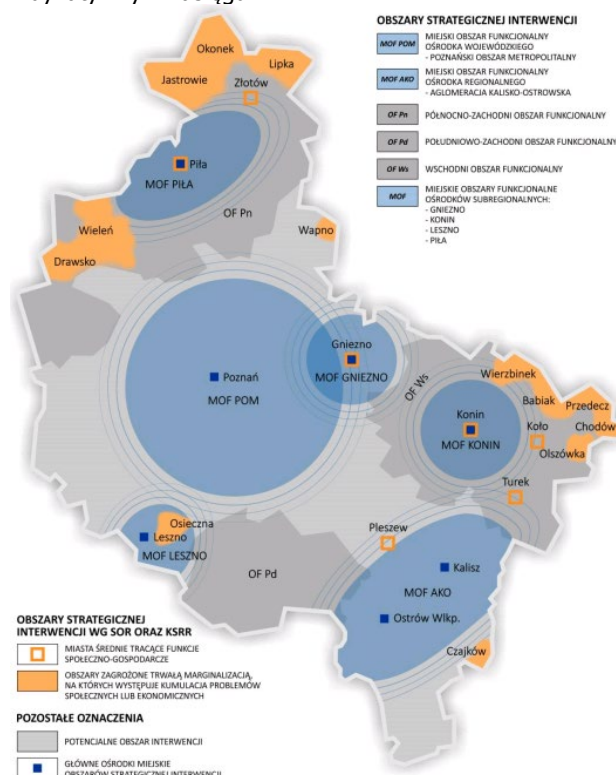 OBSZARY STRATEGICZNEJ INTERWENCJI
MOF POM
MIEJSKI OBSZAR FUNKCJONALNY
OŚRODKA WOJEWÓDZKIEGO
- POZNAŃSKI OBSZAR METROPOLITALNY
MOF AKO
MIEJSKI OBSZAR FUNKCJONALNY
OŚRODKA REGIONALNEGO
- AGLOMERACJA KALISKO-OSTROWSKA
OF Pn
PÓŁNOCNO-ZACHODNI OBSZAR FUNKCJONALNY
OF Pd
POŁUDNIOWO-ZACHODNI OBSZAR FUNKCJONALNY
OF Ws
WSCHODNI OBSZAR FUNKCJONALNY
MOF
MIEJSKIE OBSZARY FUNKCJONALNE
OŚRODKÓW SUBREGIONALNYCH:
- GNIEZNO
- KONIN
- LESZNO
- PIŁA
Okonek
Lipka
Jastrowie
Złotów
Piła
MOF PIŁA
OF Pn
Wapno
Wieleń
Drawsko
Gniezno
MOF GNIEZNO
Poznań
MOF POM
OF Ws
Wierzbinek
Babiak
Przedecz
Konin
Koło
Chodów
MOF KONIN
Olszówka
Turek
Osieczna
Leszno
MOF LESZNO
Pleszew
OF Pd
Kalisz
MOF AKO
Ostrów Wlkp.
Czajków
OBSZARY STRATEGICZNEJ
INTERWENCJI WG SOR ORAZ KSRR
MIASTA ŚREDNIE TRACĄCE FUNKCJE
SPOŁECZNO-GOSPODARCZE
OBSZARY ZAGROŻONE TRWAŁĄ MARGINALIZACJĄ,
NA KTÓRYCH WYSTĘPUJE KUMULACJA PROBLEMÓW
SPOŁECZNYCH LUB EKONOMICZNYCH
POZOSTAŁE OZNACZENIA
POTENCJALNE OBSZAR INTERWENCJI
GŁÓWNE OŚRODKI MIEJSKIE
OBSZARÓW STRATEGICZNEJ INTERWENCJI